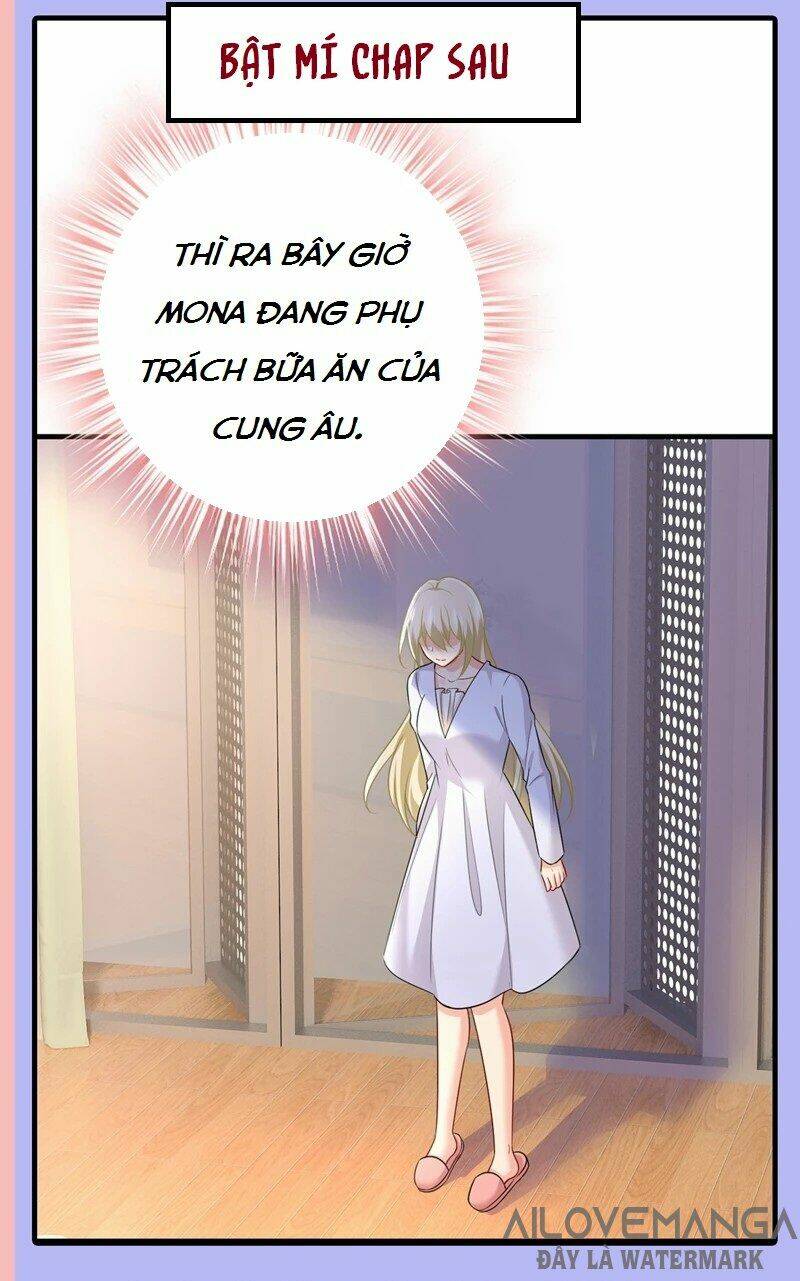 BẬT MÍ CHAP SAU
THÌ RA BÂY GIỜ
MONA ĐANG PHỤ
TRÁCH BỮA ĂN CỦA
CUNG ÂU.
AILOVEMANGA
ĐÂY LÀ WATERMARK